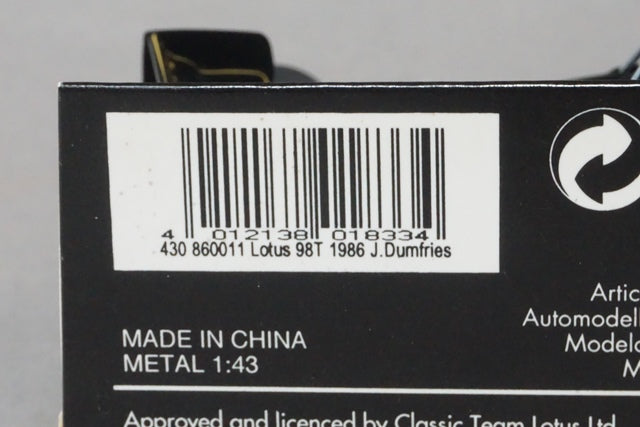 4 012138 018334
430 860011 Lotus 98T 1986 J.Dumfries
Artic
Automodell
Modelo
M
MADE IN CHINA
METAL 1:43
Approved and licenced by Classic Team Lotus Ltd